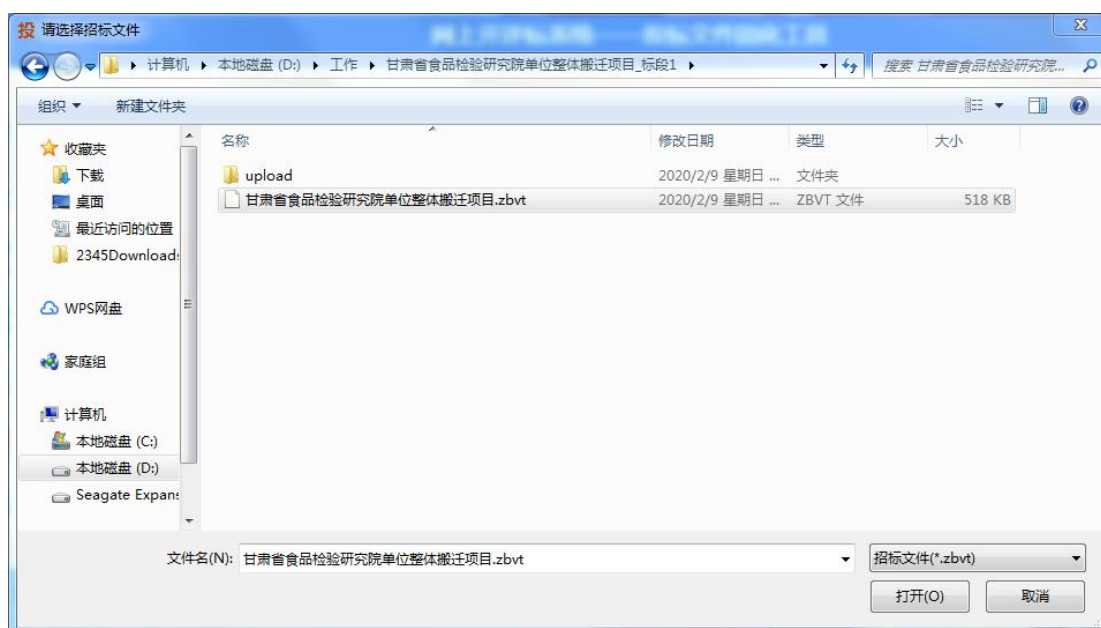 投 请选择招标文件
计算机 本地磁盘 (D:) 工作 甘肃省食品检验研究院单位整体搬迁项目_标段1
搜索 甘肃省食品检验研究院...
组织 新建文件夹
名称 修改日期 类型 大小
upload 2020/2/9 星期日 ... 文件夹
甘肃省食品检验研究院单位整体搬迁项目.zbvt 2020/2/9 星期日 ... ZBVT 文件 518 KB
收藏夹
下载
桌面
最近访问的位置
2345Downloads
WPS网盘
家庭组
计算机
本地磁盘 (C:)
本地磁盘 (D:)
Seagate Expans
文件名(N): 甘肃省食品检验研究院单位整体搬迁项目.zbvt 招标文件(*.zbvt)
打开(O) 取消